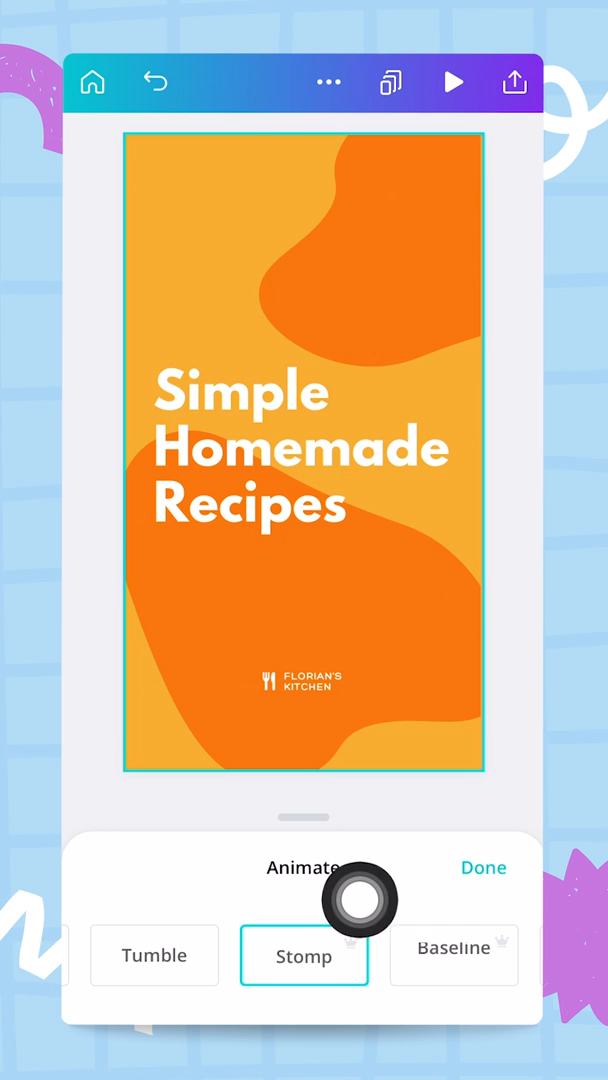 Simple
Homemade
Recipes
FLORIAN'S
KITCHEN
Animate
Done
Tumble
Stomp
Baseline